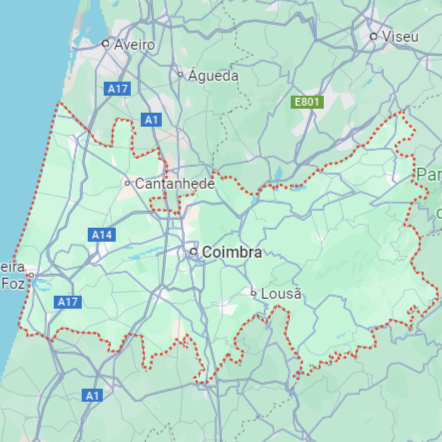 Aveiro
Viseu
Águeda
A17
E801
A1
Par
Cantanhede
A14
Coimbra
eira
Foz
Lousã
A17
A1